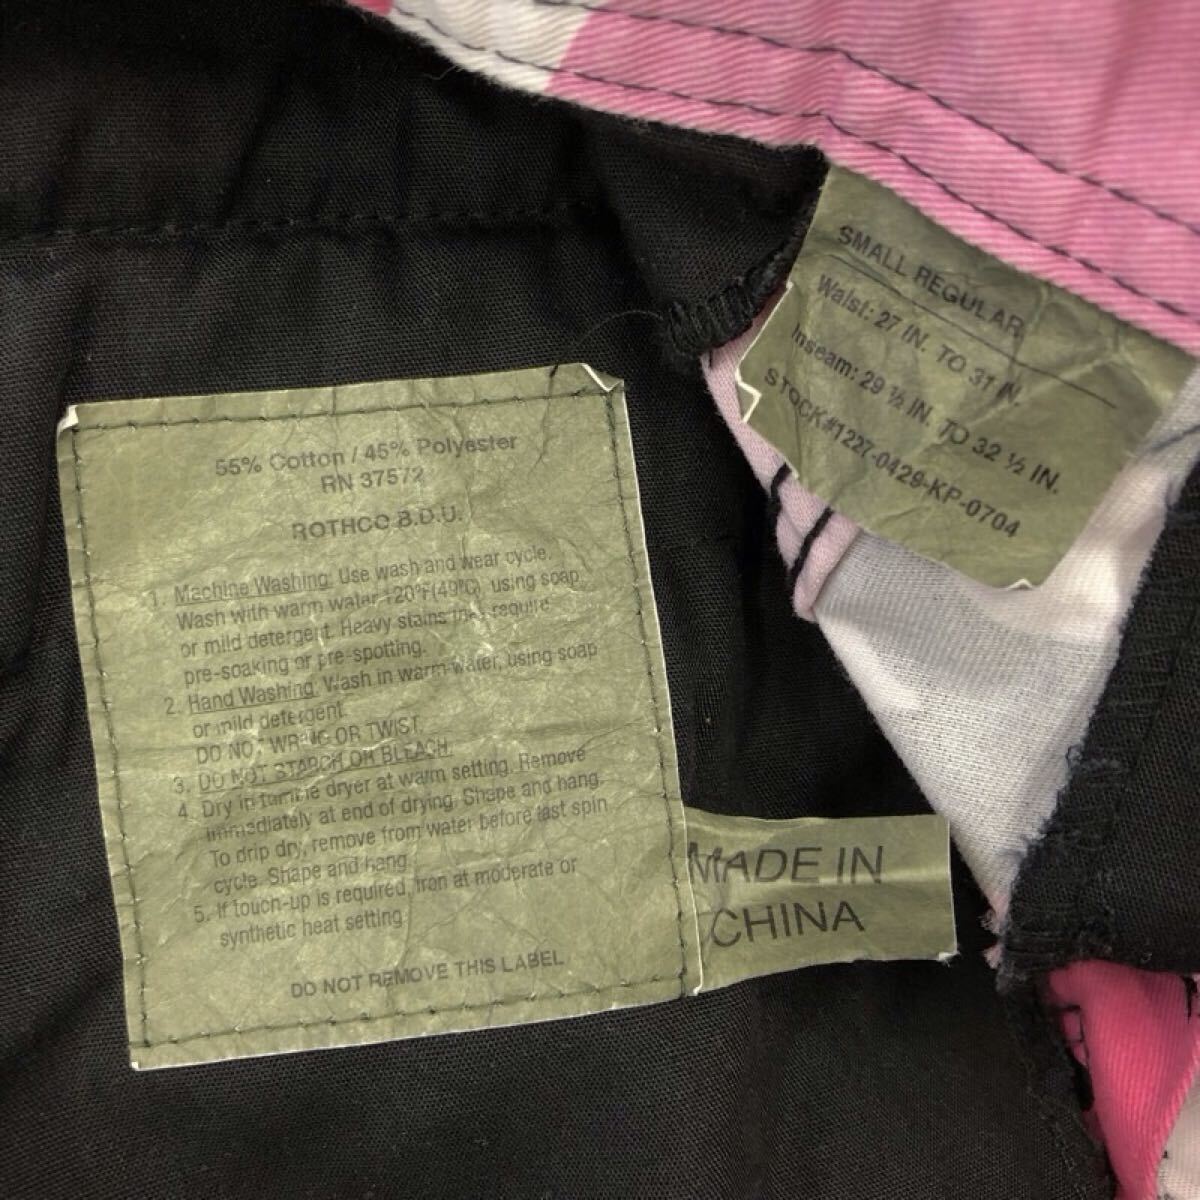 55% Cotton / 45% Polyester
RN 37572
ROTHCO B.D.U.
1. Machine Washing: Use wash and wear cycle.
Wash with warm water 120°F(49°C), using soap
or mild detergent. Heavy stains may require
pre-soaking or pre-spotting.
2. Hand Washing: Wash in warm water, using soap
or mild detergent.
DO NOT WRING OR TWIST.
3. DO NOT STARCH OR BLEACH.
4. Dry in tumble dryer at warm setting. Remove
immediately at end of drying. Shape and hang.
To drip dry, remove from water before last spin
cycle. Shape and hang.
5. If touch-up is required, iron at moderate or
synthetic heat setting.
DO NOT REMOVE THIS LABEL
MADE IN
CHINA
SMALL REGULAR
Waist: 27 IN. TO 31 IN.
Inseam: 29 ½ IN. TO 32 ½ IN.
STOCK#1227-0429-KP-0704